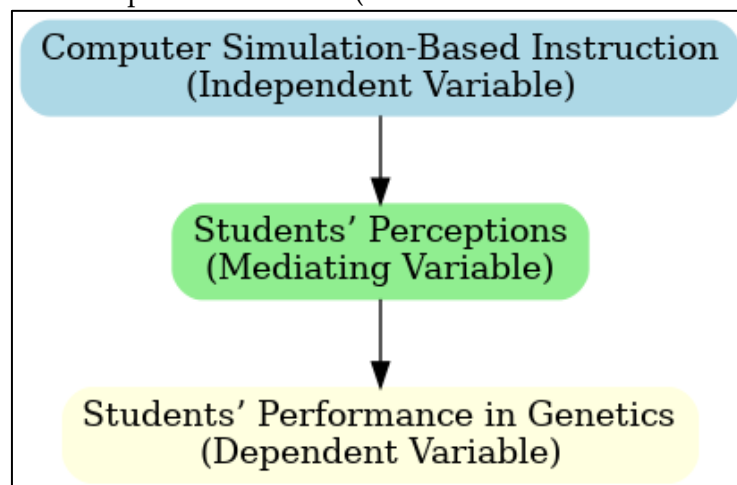 Computer Simulation-Based Instruction
(Independent Variable)
Students’ Perceptions
(Mediating Variable)
Students’ Performance in Genetics
(Dependent Variable)